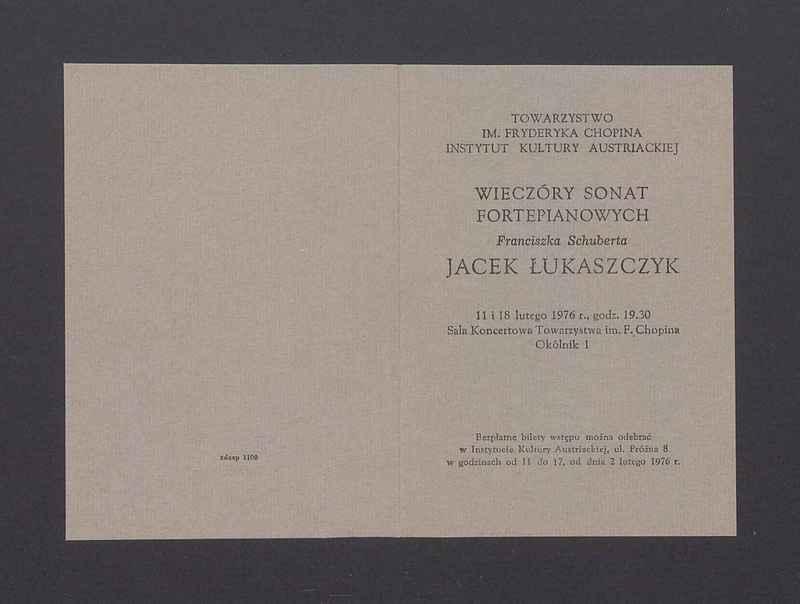 TOWARZYSTWO
IM. FRYDERYKA CHOPINA
INSTYTUT KULTURY AUSTRIACKIEJ
WIECZÓRY SONAT
FORTEPIANOWYCH
Franciszka Schuberta
JACEK ŁUKASZCZYK
11 i 18 lutego 1976 r., godz. 19.30
Sala Koncertowa Towarzystwa im. F. Chopina
Okólnik 1
Bezpłatne bilety wstępu można odebrać
w Instytucie Kultury Austriackiej, ul. Próżna 8
w godzinach od 11 do 17, od dnia 2 lutego 1976 r.
1100